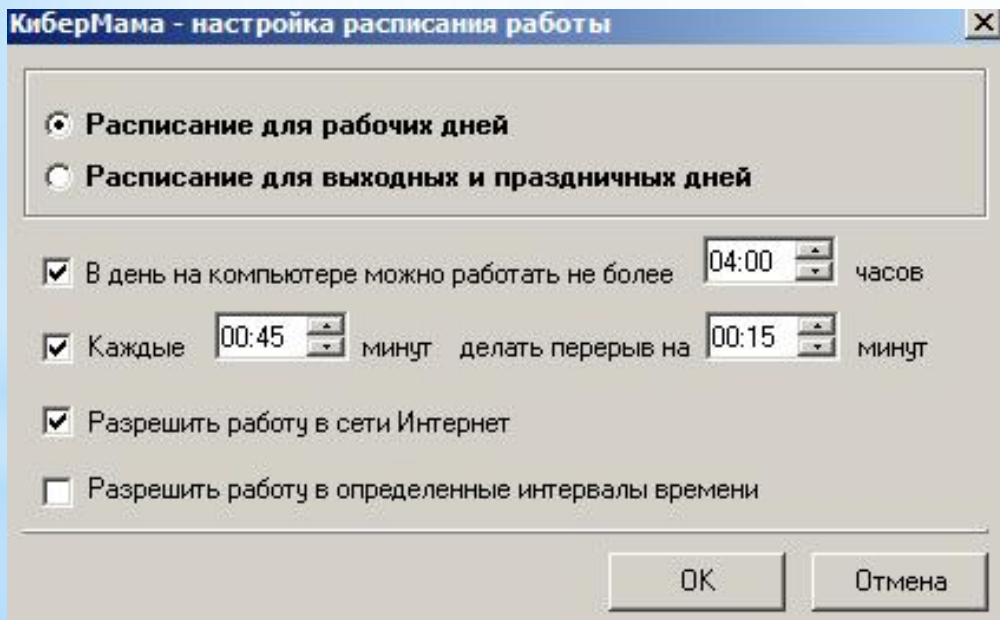 КиберМама - настройка расписания работы
Расписание для рабочих дней
Расписание для выходных и праздничных дней
В день на компьютере можно работать не более 04:00 часов
Каждые 00:45 минут делать перерыв на 00:15 минут
Разрешить работу в сети Интернет
Разрешить работу в определенные интервалы времени
OK Отмена